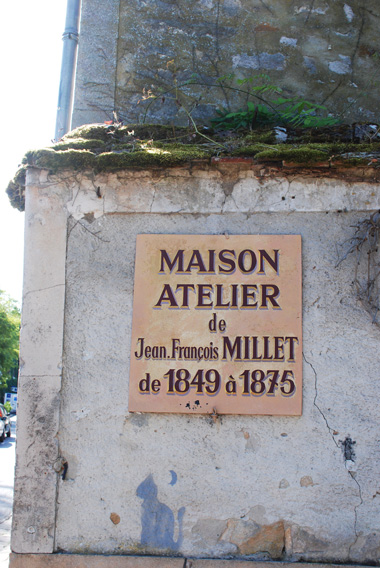 MAISON
ATELIER
de
Jean.François MILLET
de 1849 à 1875